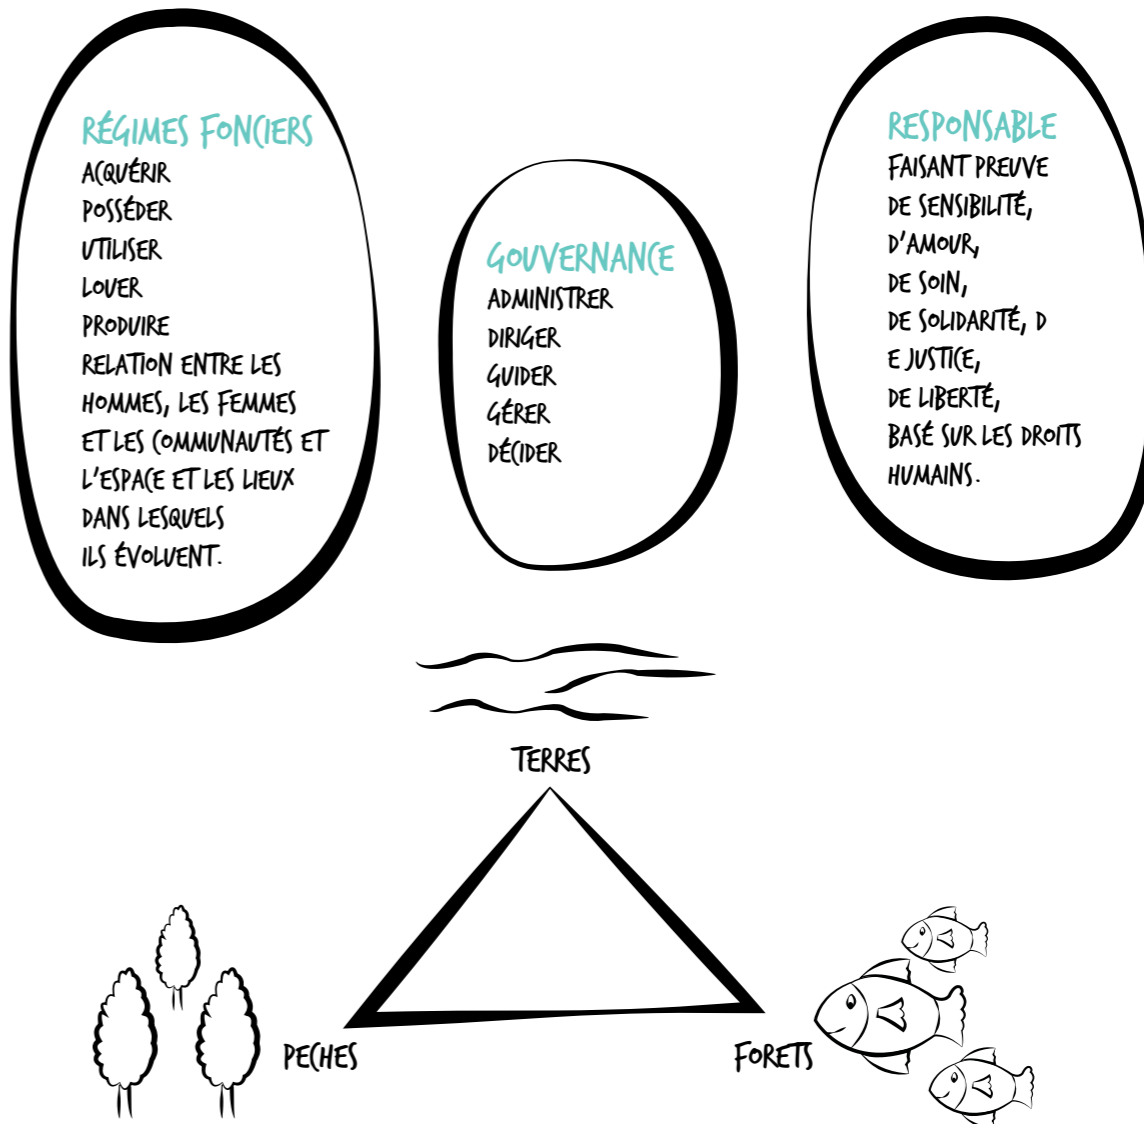 RÉGIMES FONCIERS
ACQUÉRIR
POSSÉDER
UTILISER
LOUER
PRODUIRE
RELATION ENTRE LES
HOMMES, LES FEMMES
ET LES COMMUNAUTÉS ET
L'ESPACE ET LES LIEUX
DANS LESQUELS
ILS ÉVOLUENT.
GOUVERNANCE
ADMINISTRER
DIRIGER
GUIDER
GÉRER
DÉCIDER
RESPONSABLE
FAISANT PREUVE
DE SENSIBILITÉ,
D'AMOUR,
DE SOIN,
DE SOLIDARITÉ, D
E JUSTICE,
DE LIBERTÉ,
BASÉ SUR LES DROITS
HUMAINS.
TERRES
PECHES
FORETS